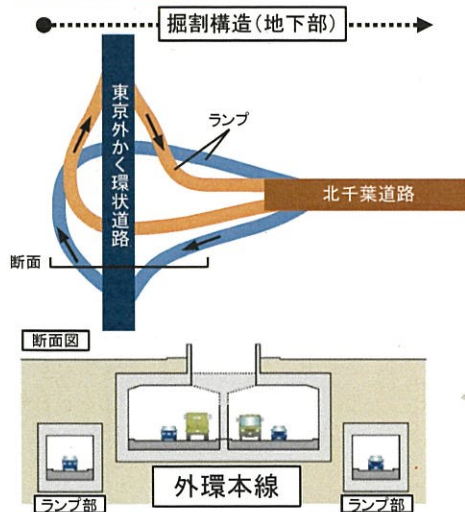 掘割構造（地下部）
東京外かく環状道路
ランプ
北千葉道路
断面
断面図
外環本線
ランプ部
ランプ部